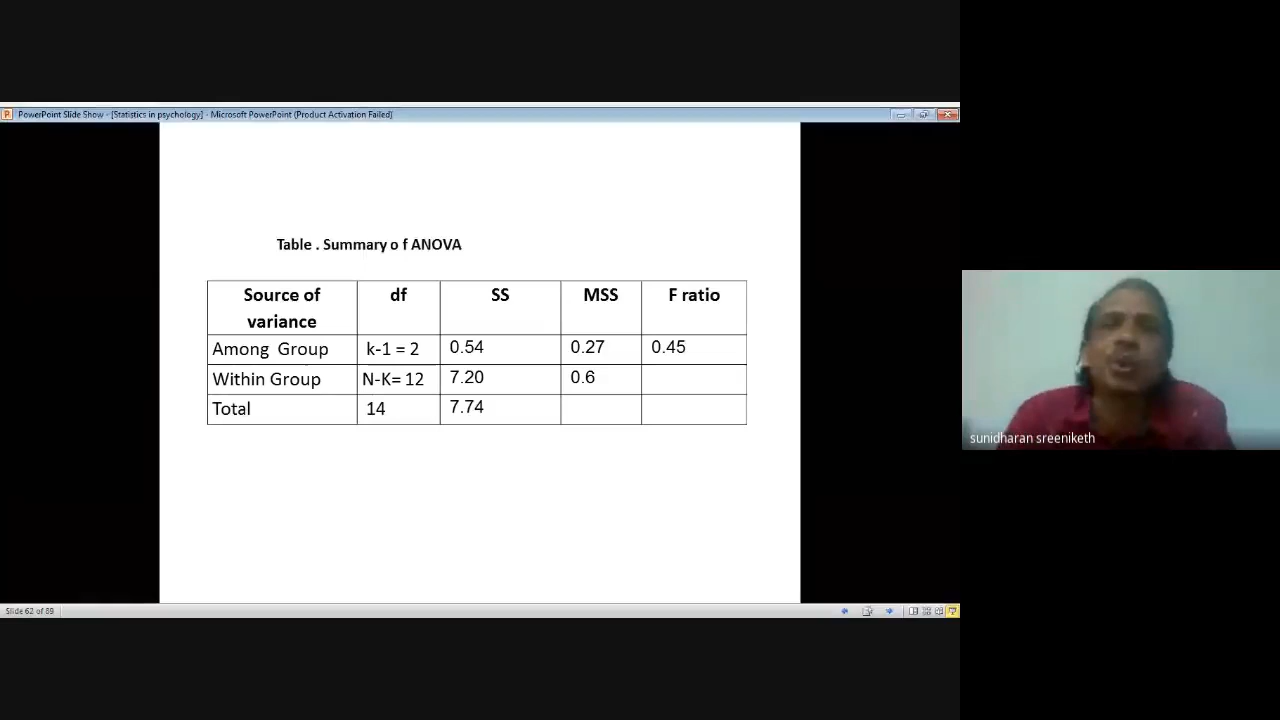 PowerPoint Slide Show - [Statistics in psychology] - Microsoft PowerPoint (Product Activation Failed)
Table . Summary o f ANOVA
Source of variance df SS MSS F ratio
Among Group k-1 = 2 0.54 0.27 0.45
Within Group N-K= 12 7.20 0.6
Total 14 7.74
sunidharan sreeniketh
Slide 62 of 89